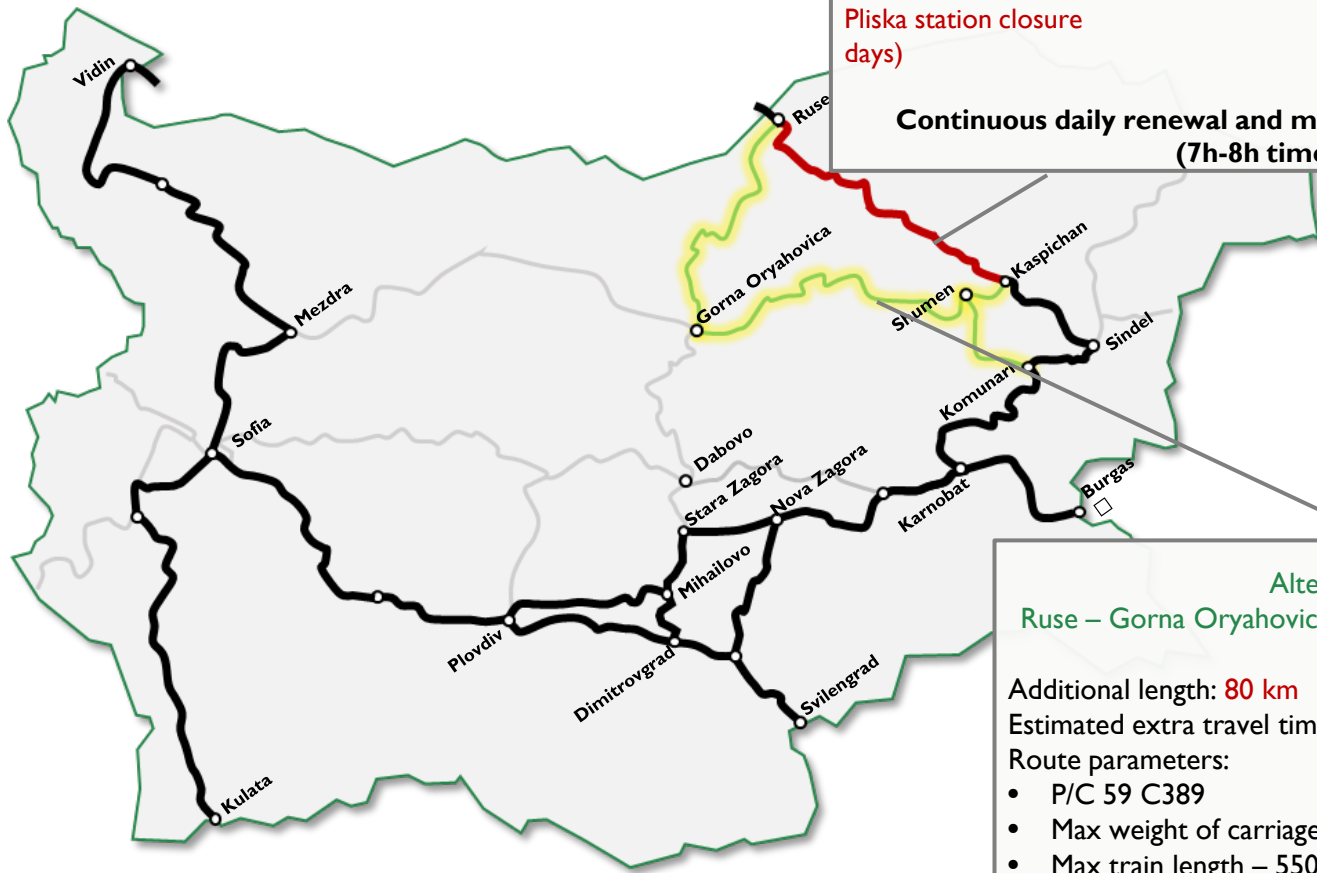 Pliska station closure
days)
Continuous daily renewal and m
(7h-8h time
Vidin
Ruse
Gorna Oryahovica
Kaspichan
Shumen
Mezdra
Sindel
Komunari
Sofia
Dabovo
Stara Zagora
Nova Zagora
Karnobat
Burgas
Mihailovo
Plovdiv
Dimitrovgrad
Svilengrad
Kulata
Alte
Ruse – Gorna Oryahovic
Additional length: 80 km
Estimated extra travel tim
Route parameters:
• P/C 59 C389
• Max weight of carriage
• Max train length – 550